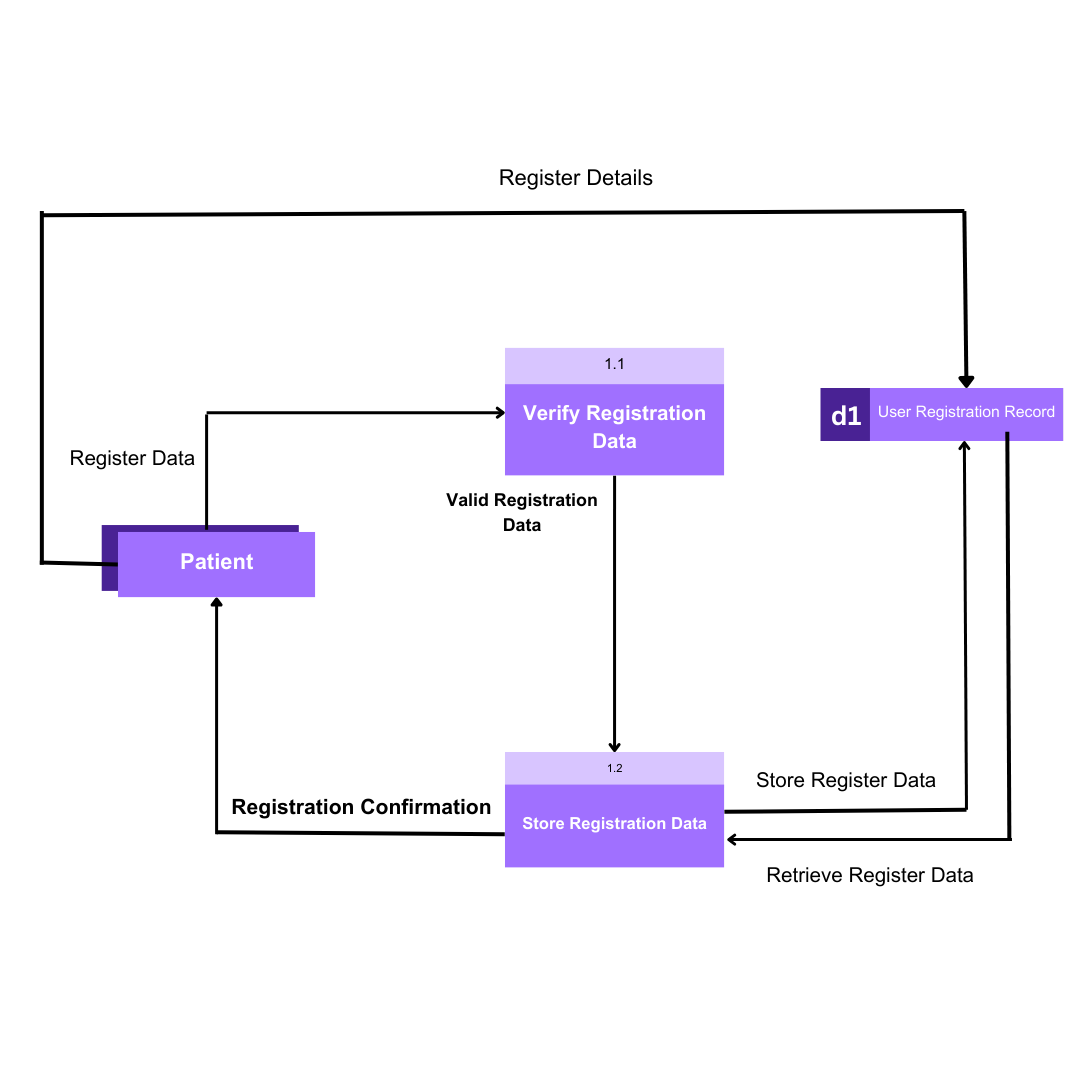 Register Details
1.1
Verify Registration
Data
d1
User Registration Record
Register Data
Valid Registration
Data
Patient
1.2
Store Register Data
Registration Confirmation
Store Registration Data
Retrieve Register Data